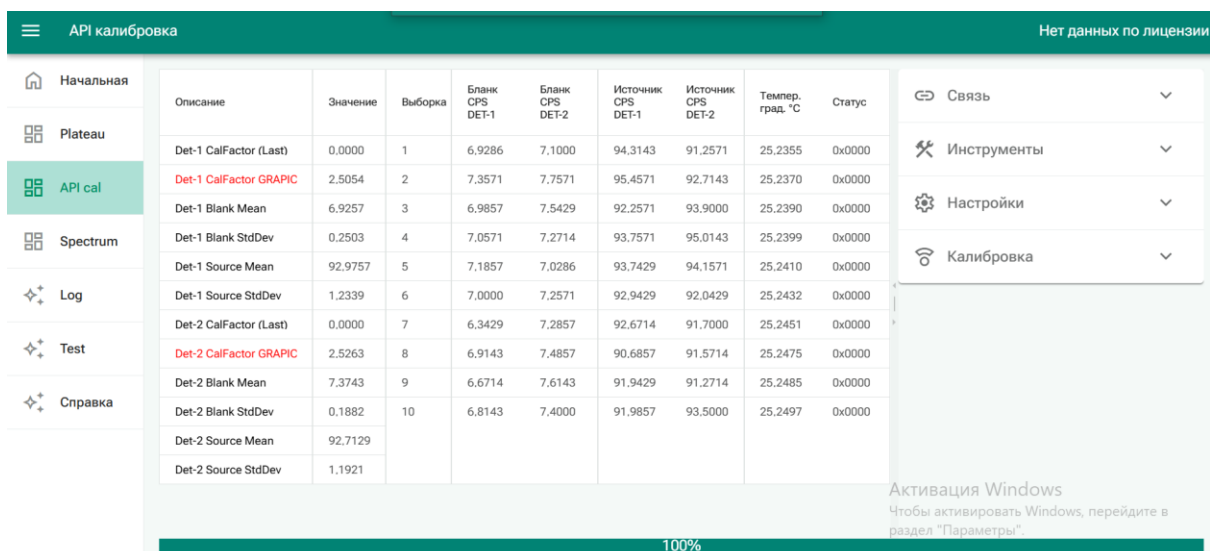 API калибровка
Нет данных по лицензии
Начальная
Plateau
API cal
Spectrum
Log
Test
Справка
Описание Значение Выборка Бланк CPS DET-1 Бланк CPS DET-2 Источник CPS DET-1 Источник CPS DET-2 Темпер. град. °C Статус
Det-1 CalFactor (Last) 0,0000 1 6,9286 7,1000 94,3143 91,2571 25,2355 0x0000
Det-1 CalFactor GRAPIC 2,5054 2 7,3571 7,7571 95,4571 92,7143 25,2370 0x0000
Det-1 Blank Mean 6,9257 3 6,9857 7,5429 92,2571 93,9000 25,2390 0x0000
Det-1 Blank StdDev 0,2503 4 7,0571 7,2714 93,7571 95,0143 25,2399 0x0000
Det-1 Source Mean 92,9757 5 7,1857 7,0286 93,7429 94,1571 25,2410 0x0000
Det-1 Source StdDev 1,2339 6 7,0000 7,2571 92,9429 92,0429 25,2432 0x0000
Det-2 CalFactor (Last) 0,0000 7 6,3429 7,2857 92,6714 91,7000 25,2451 0x0000
Det-2 CalFactor GRAPIC 2,5263 8 6,9143 7,4857 90,6857 91,5714 25,2475 0x0000
Det-2 Blank Mean 7,3743 9 6,6714 7,6143 91,9429 91,2714 25,2485 0x0000
Det-2 Blank StdDev 0,1882 10 6,8143 7,4000 91,9857 93,5000 25,2497 0x0000
Det-2 Source Mean 92,7129
Det-2 Source StdDev 1,1921
Связь
Инструменты
Настройки
Калибровка
Активация Windows
Чтобы активировать Windows, перейдите в
раздел "Параметры".
100%